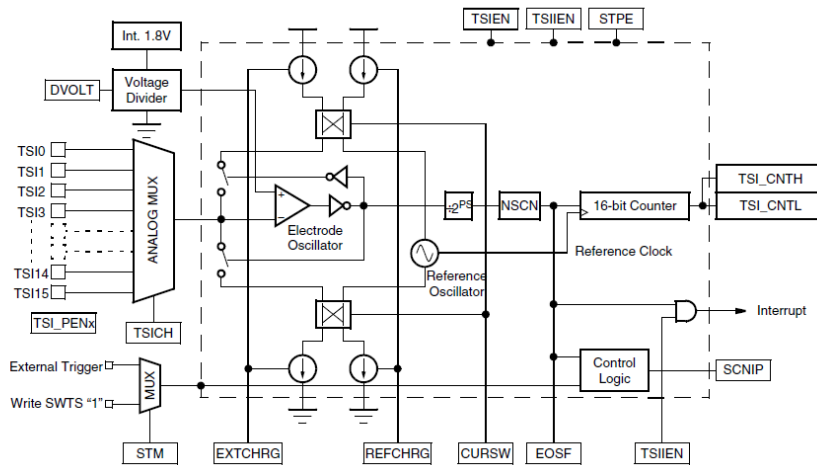 TSIEN
TSIIEN
STPE
Int. 1.8V
DVOLT
Voltage
Divider
TSI0
TSI1
TSI2
TSI3
TSI14
TSI15
ANALOG MUX
+
−
Electrode
Oscillator
÷2PS
NSCN
16-bit Counter
TSI_CNTH
TSI_CNTL
Reference Clock
Reference
Oscillator
TSI_PENx
TSICH
Interrupt
External Trigger
MUX
Write SWTS “1”
Control
Logic
SCNIP
STM
EXTCHRG
REFCHRG
CURSW
EOSF
TSIIEN